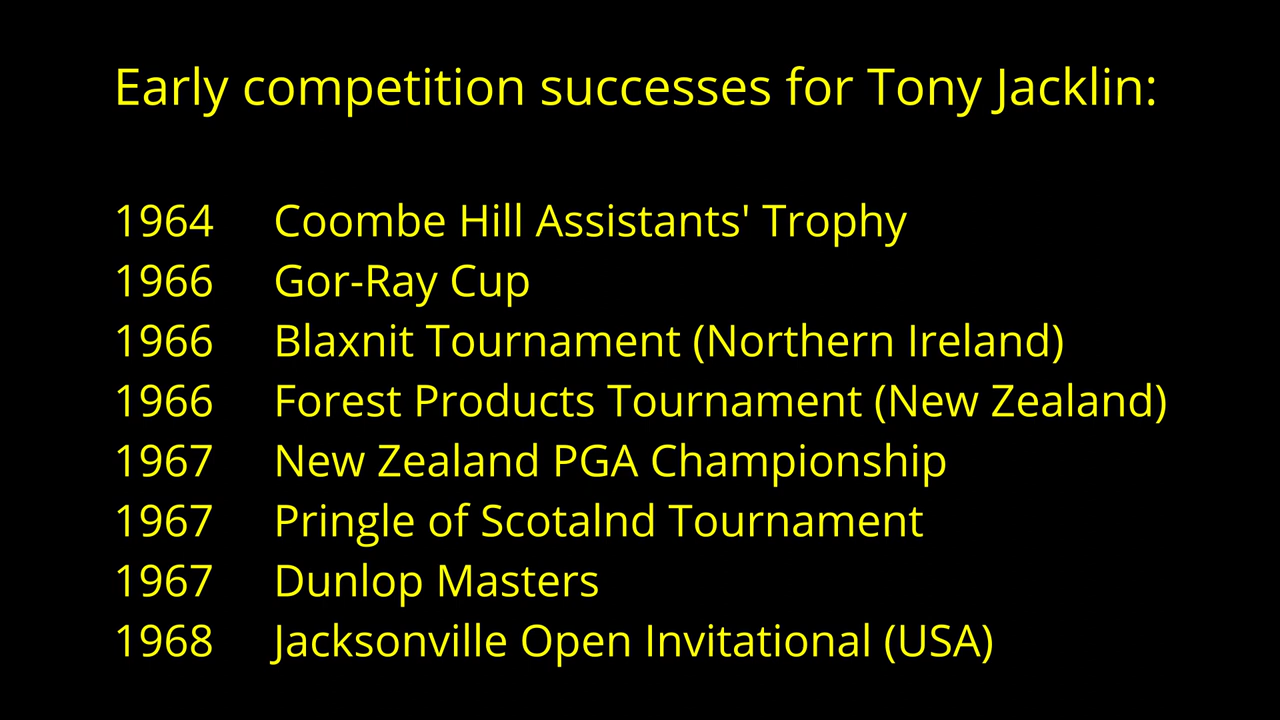 Early competition successes for Tony Jacklin:
1964 Coombe Hill Assistants' Trophy
1966 Gor-Ray Cup
1966 Blaxnit Tournament (Northern Ireland)
1966 Forest Products Tournament (New Zealand)
1967 New Zealand PGA Championship
1967 Pringle of Scotalnd Tournament
1967 Dunlop Masters
1968 Jacksonville Open Invitational (USA)